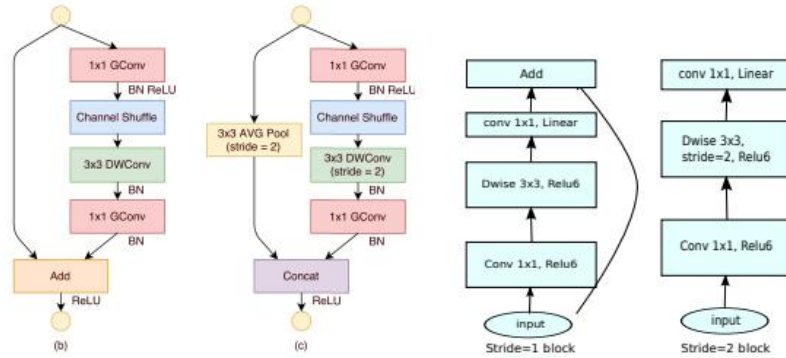 1x1 GConv
BN ReLU
Channel Shuffle
3x3 DWConv
BN
1x1 GConv
BN
Add
ReLU
(b)
1x1 GConv
BN ReLU
Channel Shuffle
3x3 AVG Pool
(stride = 2)
3x3 DWConv
(stride = 2)
BN
1x1 GConv
BN
Concat
ReLU
(c)
Add
conv 1x1, Linear
Dwise 3x3, Relu6
Conv 1x1, Relu6
input
Stride=1 block
conv 1x1, Linear
Dwise 3x3,
stride=2, Relu6
Conv 1x1, Relu6
input
Stride=2 block